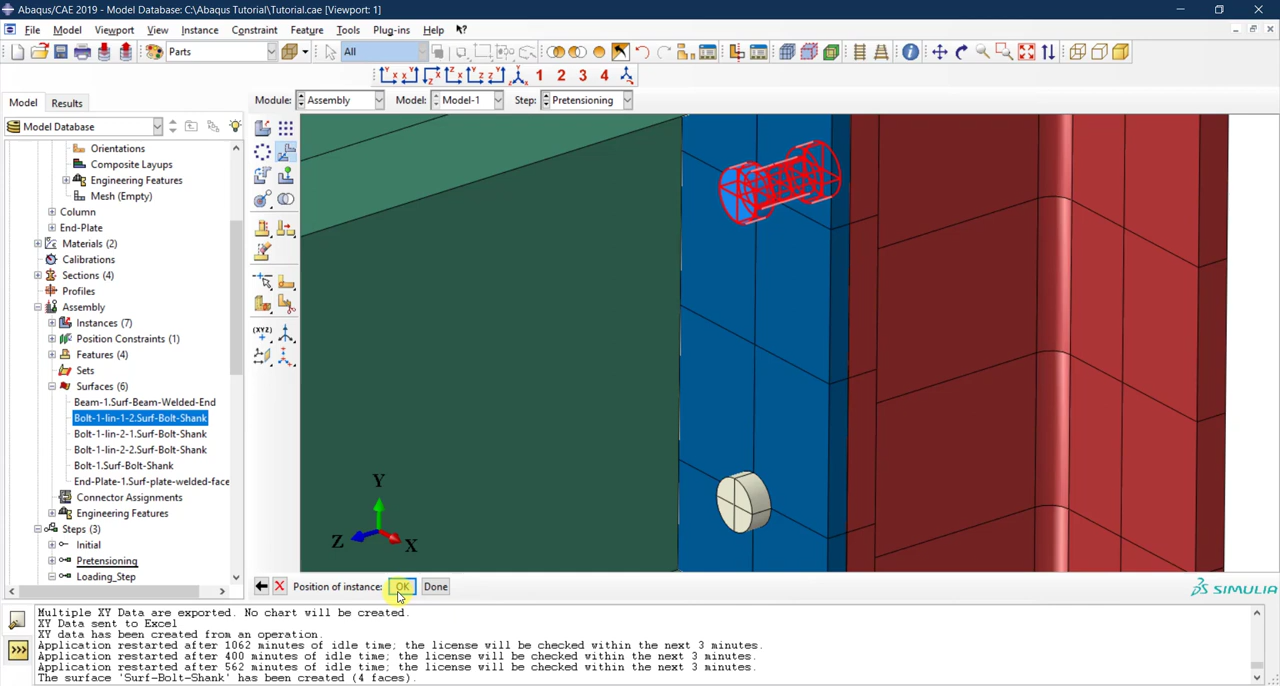 Abaqus/CAE 2019 - Model Database: C:\Abaqus Tutorial\Tutorial.cae [Viewport: 1]
File Model Viewport View Instance Constraint Feature Tools Plug-ins Help
Parts All
1 2 3 4
Model Results Module: Assembly Model: Model-1 Step: Pretensioning
Model Database
Orientations
Composite Layups
Engineering Features
Mesh (Empty)
Column
End-Plate
Materials (2)
Calibrations
Sections (4)
Profiles
Assembly
Instances (7)
Position Constraints (1)
Features (4)
Sets
Surfaces (6)
Beam-1.Surf-Beam-Welded-End
Bolt-1-lin-1-2.Surf-Bolt-Shank
Bolt-1-lin-2-1.Surf-Bolt-Shank
Bolt-1-lin-2-2.Surf-Bolt-Shank
Bolt-1.Surf-Bolt-Shank
End-Plate-1.Surf-plate-welded-face
Connector Assignments
Engineering Features
Steps (3)
Initial
Pretensioning
Loading_Step
(XYZ)
Y
Z X
Position of instance: OK Done
SIMULIA
Multiple XY Data are exported. No chart will be created.
XY Data sent to Excel
XY data has been created from an operation.
Application restarted after 1062 minutes of idle time; the license will be checked within the next 3 minutes.
Application restarted after 400 minutes of idle time; the license will be checked within the next 3 minutes.
Application restarted after 562 minutes of idle time; the license will be checked within the next 3 minutes.
The surface 'Surf-Bolt-Shank' has been created (4 faces).